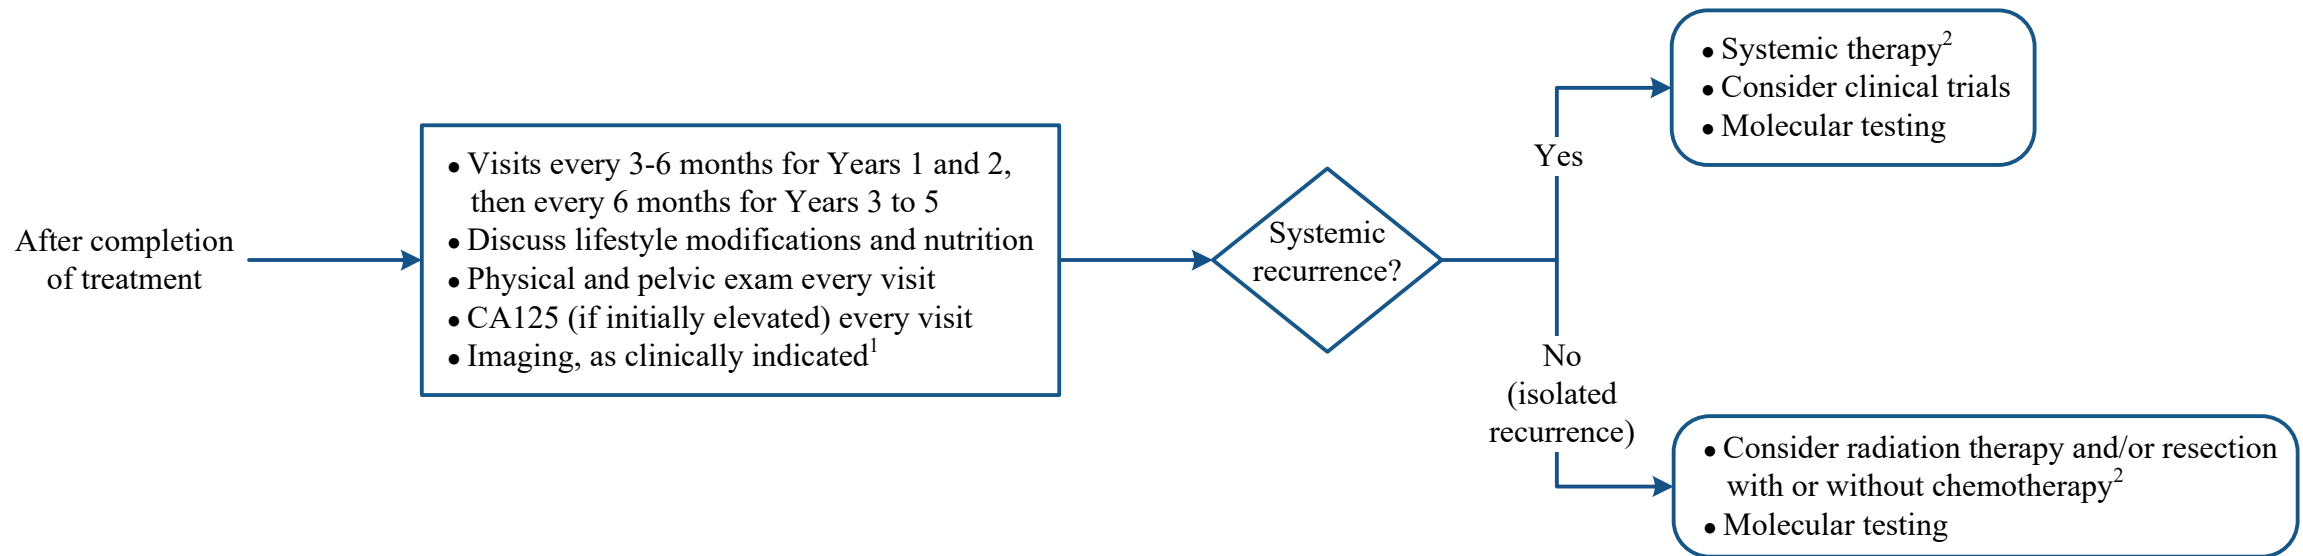 After completion
of treatment
• Visits every 3-6 months for Years 1 and 2,
then every 6 months for Years 3 to 5
• Discuss lifestyle modifications and nutrition
• Physical and pelvic exam every visit
• CA125 (if initially elevated) every visit
• Imaging, as clinically indicated1
Systemic
recurrence?
Yes
• Systemic therapy2
• Consider clinical trials
• Molecular testing
No
(isolated
recurrence)
• Consider radiation therapy and/or resection
with or without chemotherapy2
• Molecular testing